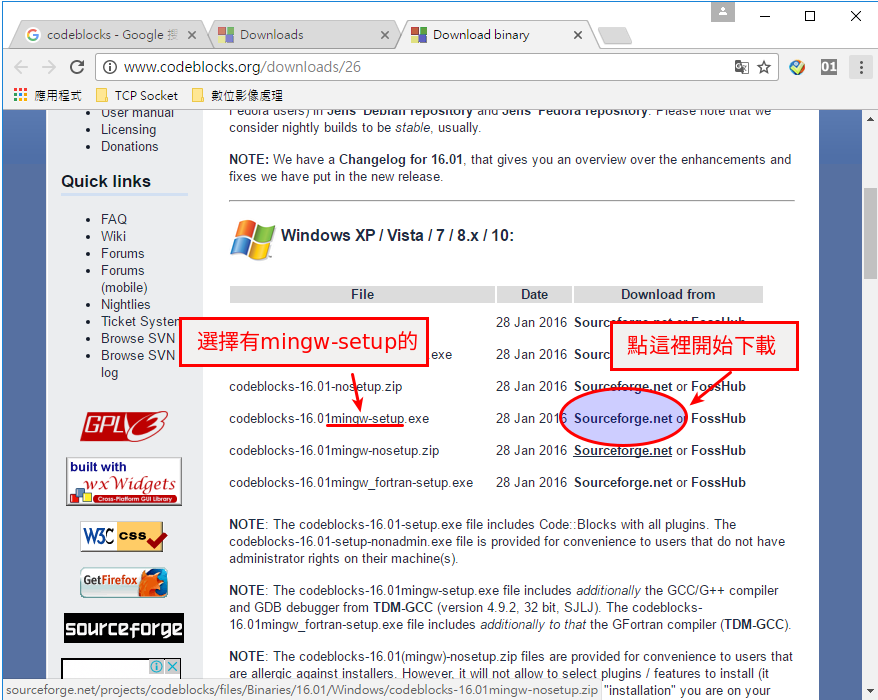 codeblocks - Google 搜
Downloads
Download binary
www.codeblocks.org/downloads/26
01
應用程式
TCP Socket
數位影像處理
User manual
Licensing
Donations
Quick links
FAQ
Wiki
Forums
Forums
(mobile)
Nightlies
Ticket System
Browse SVN
Browse SVN
log
GPLv3
built with
wxWidgets
Cross-Platform GUI Library
W3C css
GetFirefox
sourceforge
Fedora users) in Jens' Debian repository and Jens' Fedora repository. Please note that we
consider nightly builds to be stable, usually.
NOTE: We have a Changelog for 16.01, that gives you an overview over the enhancements and
fixes we have put in the new release.
Windows XP / Vista / 7 / 8.x / 10:
File Date Download from
28 Jan 2016 Sourceforge.net or FossHub
選擇有mingw-setup的
點這裡開始下載
.exe 28 Jan 2016
codeblocks-16.01-nosetup.zip 28 Jan 2016 Sourceforge.net or FossHub
codeblocks-16.01mingw-setup.exe 28 Jan 2016 Sourceforge.net or FossHub
codeblocks-16.01mingw-nosetup.zip 28 Jan 2016 Sourceforge.net or FossHub
codeblocks-16.01mingw_fortran-setup.exe 28 Jan 2016 Sourceforge.net or FossHub
NOTE: The codeblocks-16.01-setup.exe file includes Code::Blocks with all plugins. The
codeblocks-16.01-setup-nonadmin.exe file is provided for convenience to users that do not have
administrator rights on their machine(s).
NOTE: The codeblocks-16.01mingw-setup.exe file includes additionally the GCC/G++ compiler
and GDB debugger from TDM-GCC (version 4.9.2, 32 bit, SJLJ). The codeblocks-
16.01mingw_fortran-setup.exe file includes additionally to that the GFortran compiler (TDM-GCC).
NOTE: The codeblocks-16.01(mingw)-nosetup.zip files are provided for convenience to users that
are allergic against installers. However, it will not allow to select plugins / features to install (it
"installation" you are on your
sourceforge.net/projects/codeblocks/files/Binaries/16.01/Windows/codeblocks-16.01mingw-nosetup.zip